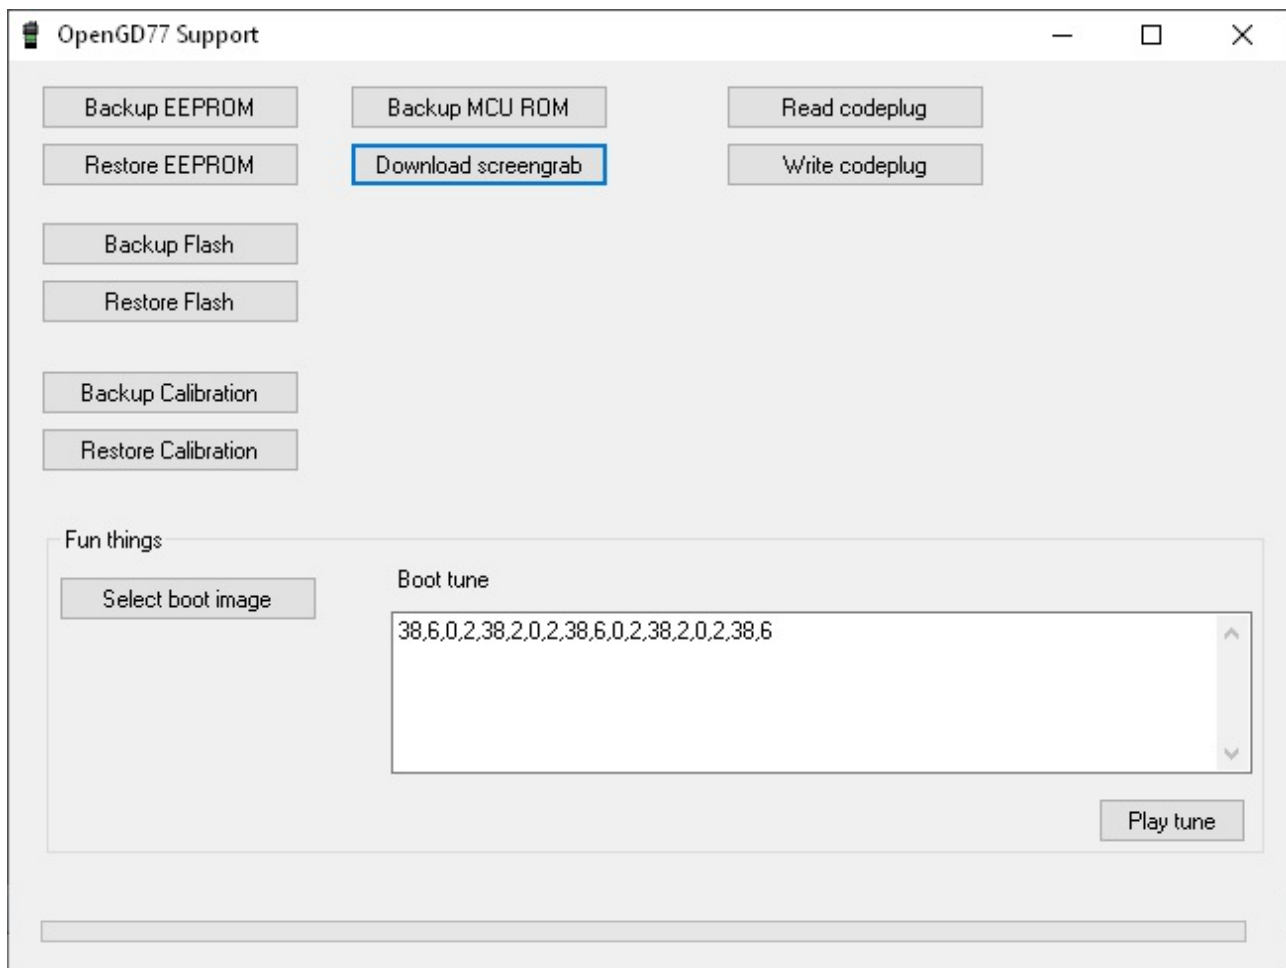 OpenGD77 Support
Backup EEPROM
Backup MCU ROM
Read codeplug
Restore EEPROM
Download screengrab
Write codeplug
Backup Flash
Restore Flash
Backup Calibration
Restore Calibration
Fun things
Select boot image
Boot tune
38,6,0,2,38,2,0,2,38,6,0,2,38,2,0,2,38,6
Play tune